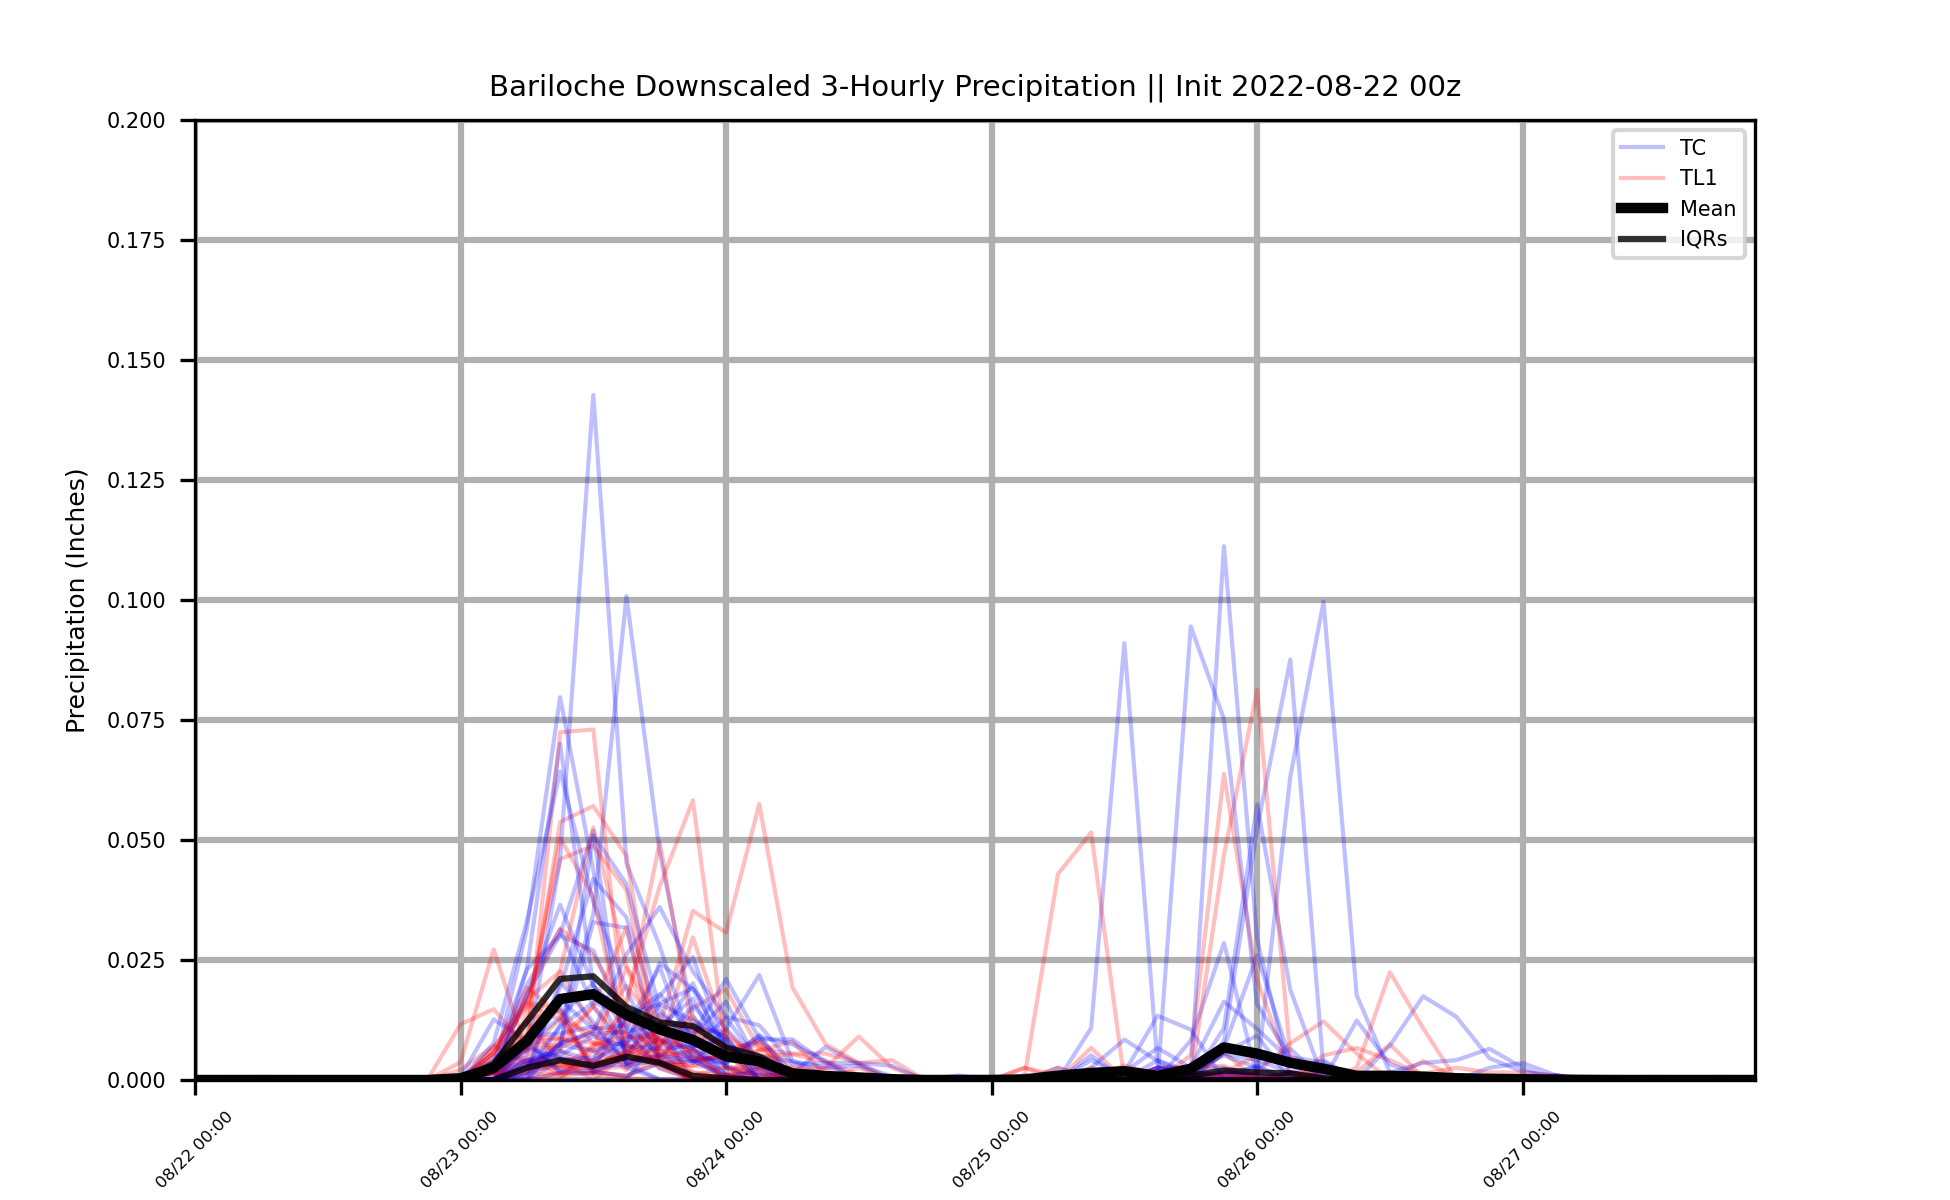 Bariloche Downscaled 3-Hourly Precipitation || Init 2022-08-22 00z
TC
TL1
Mean
IQRs
Precipitation (Inches)
0.200
0.175
0.150
0.125
0.100
0.075
0.050
0.025
0.000
08/22 00:00
08/23 00:00
08/24 00:00
08/25 00:00
08/26 00:00
08/27 00:00